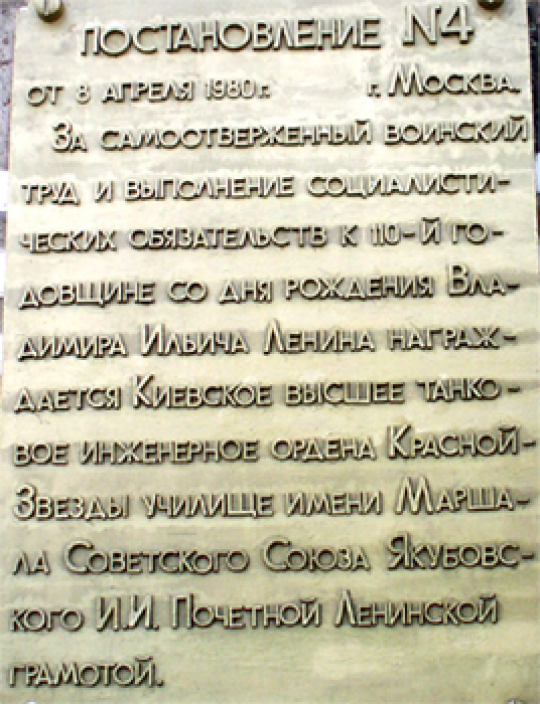 ПОСТАНОВЛЕНИЕ N4
ОТ 8 АПРЕЛЯ 1980 г. г. МОСКВА.
ЗА САМООТВЕРЖЕННЫЙ ВОИНСКИЙ
ТРУД И ВЫПОЛНЕНИЕ СОЦИАЛИСТИ-
ЧЕСКИХ ОБЯЗАТЕЛЬСТВ К 110-Й ГО-
ДОВЩИНЕ СО ДНЯ РОЖДЕНИЯ ВЛА-
ДИМИРА ИЛЬИЧА ЛЕНИНА НАГРАЖ-
ДАЕТСЯ КИЕВСКОЕ ВЫСШЕЕ ТАНКО-
ВОЕ ИНЖЕНЕРНОЕ ОРДЕНА КРАСНОЙ-
ЗВЕЗДЫ УЧИЛИЩЕ ИМЕНИ МАРША-
ЛА СОВЕТСКОГО СОЮЗА ЯКУБОВС-
КОГО И.И. ПОЧЕТНОЙ ЛЕНИНСКОЙ
ГРАМОТОЙ.